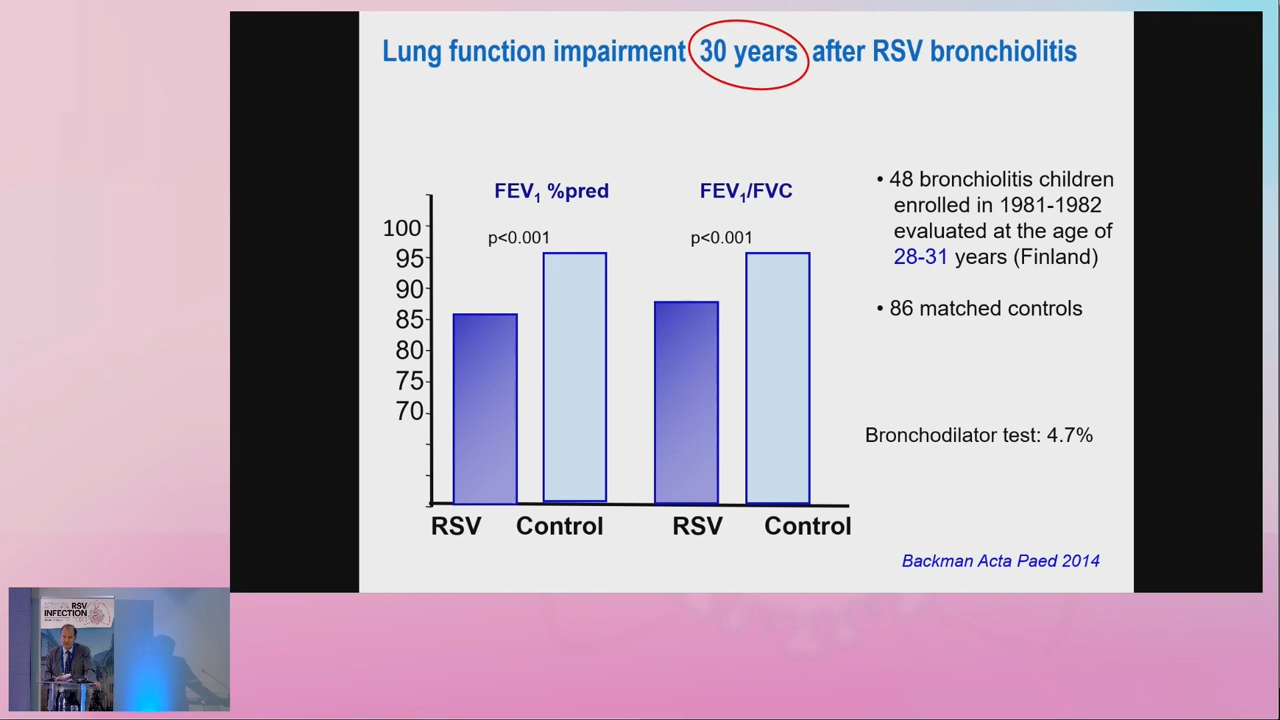 Lung function impairment 30 years after RSV bronchiolitis
FEV1 %pred
FEV1/FVC
p<0.001
p<0.001
100
95
90
85
80
75
70
RSV
Control
RSV
Control
• 48 bronchiolitis children
enrolled in 1981-1982
evaluated at the age of
28-31 years (Finland)
• 86 matched controls
Bronchodilator test: 4.7%
Backman Acta Paed 2014
RSV
INFECTION